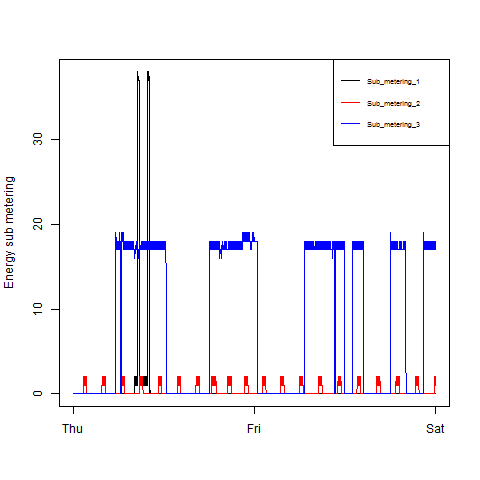 Sub_metering_1
Sub_metering_2
Sub_metering_3
Energy sub metering
30
20
10
0
Thu Fri Sat